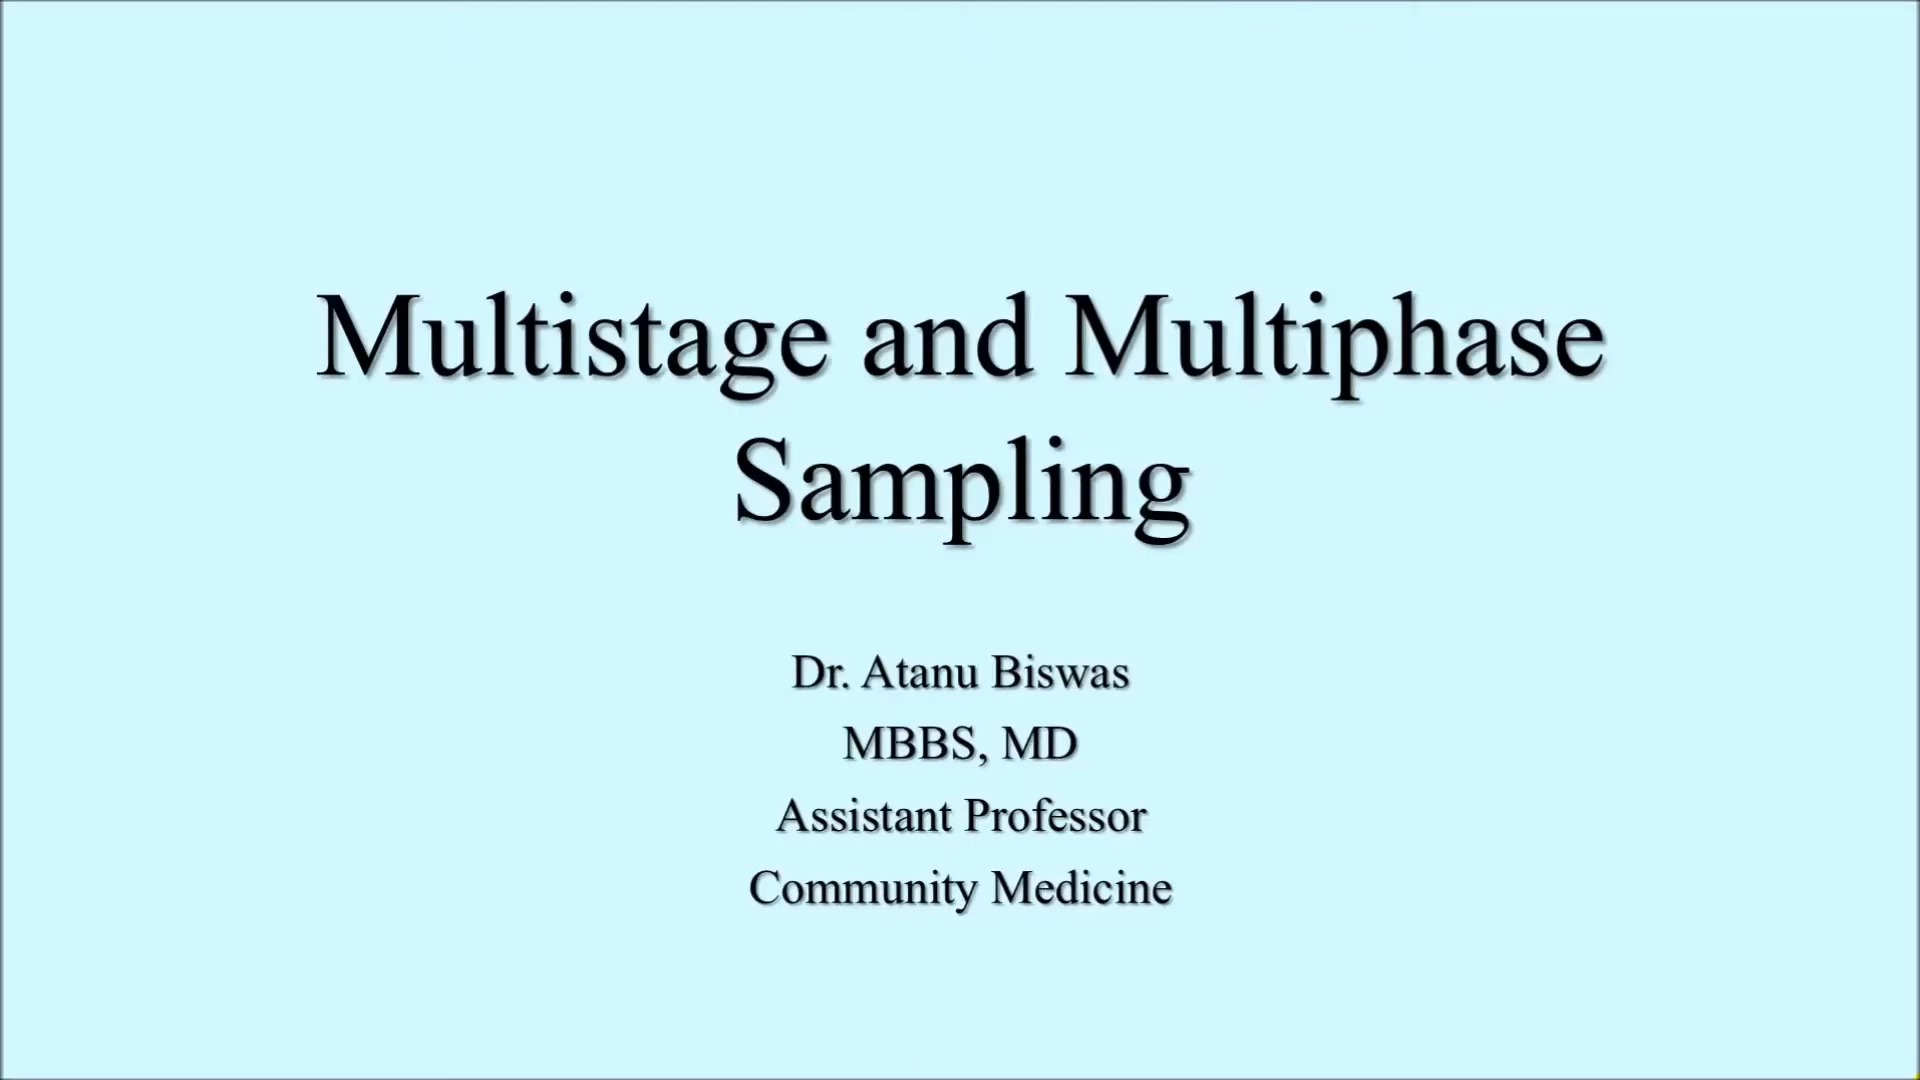 Multistage and Multiphase
Sampling
Dr. Atanu Biswas
MBBS, MD
Assistant Professor
Community Medicine